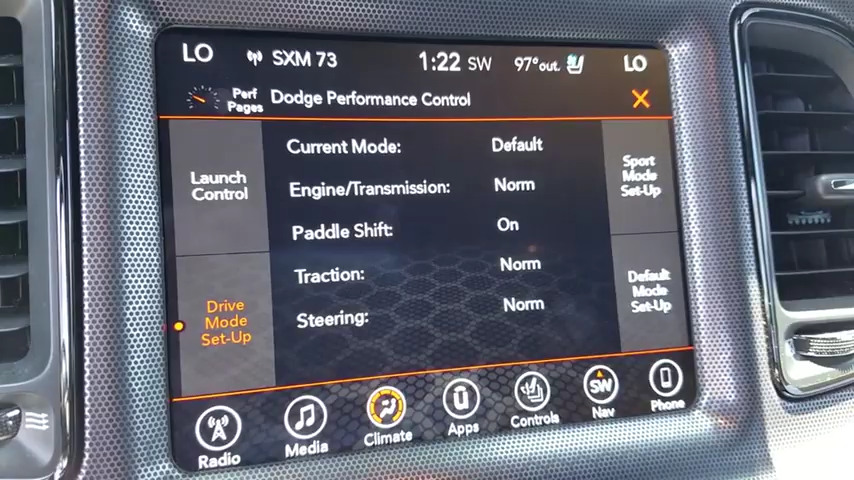 LO SXM 73 1:22 SW 97°out. LO
Perf
Pages
Dodge Performance Control
Launch
Control
Current Mode: Default
Engine/Transmission: Norm
Paddle Shift: On
Traction: Norm
Steering: Norm
Sport
Mode
Set-Up
Drive
Mode
Set-Up
Default
Mode
Set-Up
Radio Media Climate Apps Controls SW Nav Phone